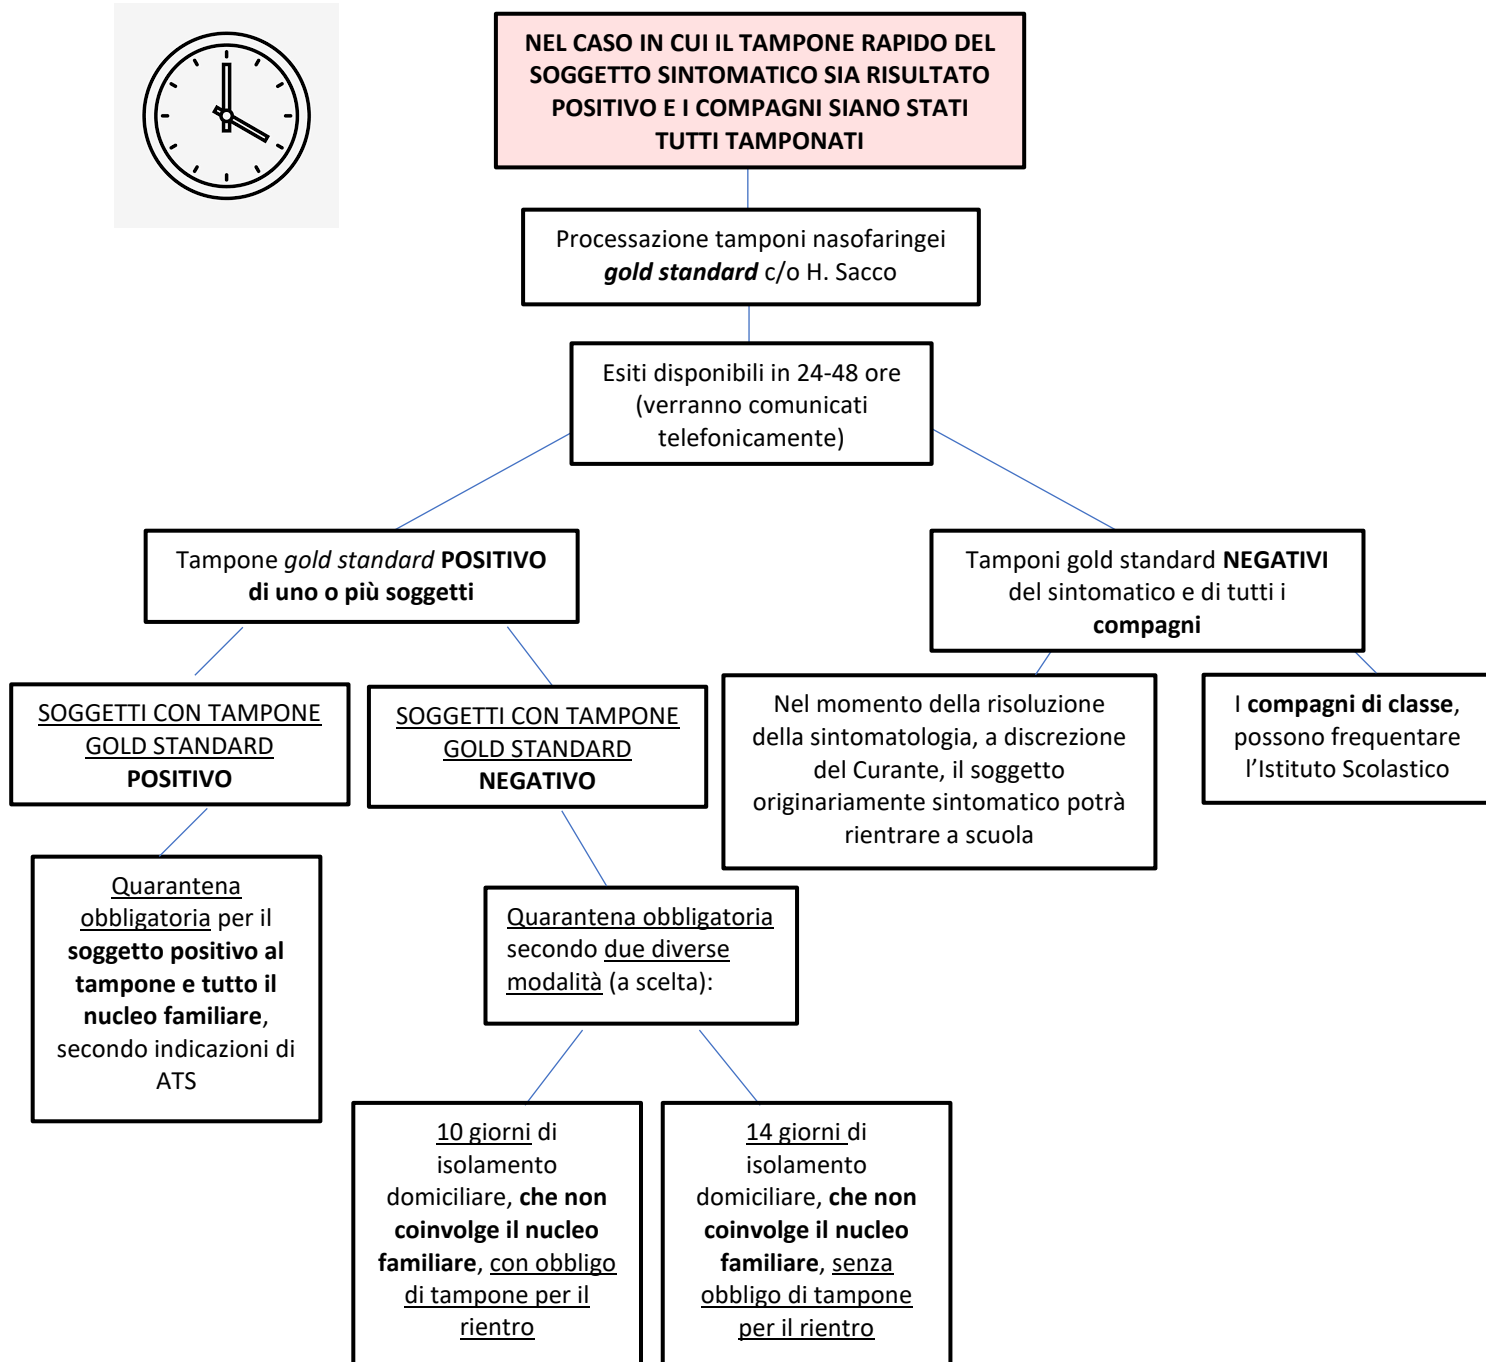 NEL CASO IN CUI IL TAMPONE RAPIDO DEL
SOGGETTO SINTOMATICO SIA RISULTATO
POSITIVO E I COMPAGNI SIANO STATI
TUTTI TAMPONATI
Processazione tamponi nasofaringei
gold standard c/o H. Sacco
Esiti disponibili in 24-48 ore
(verranno comunicati
telefonicamente)
Tampone gold standard POSITIVO
di uno o più soggetti
Tamponi gold standard NEGATIVI
del sintomatico e di tutti i
compagni
SOGGETTI CON TAMPONE
GOLD STANDARD
POSITIVO
SOGGETTI CON TAMPONE
GOLD STANDARD
NEGATIVO
Nel momento della risoluzione
della sintomatologia, a discrezione
del Curante, il soggetto
originariamente sintomatico potrà
rientrare a scuola
I compagni di classe,
possono frequentare
l’Istituto Scolastico
Quarantena
obbligatoria per il
soggetto positivo al
tampone e tutto il
nucleo familiare,
secondo indicazioni di
ATS
Quarantena obbligatoria
secondo due diverse
modalità (a scelta):
10 giorni di
isolamento
domiciliare, che non
coinvolge il nucleo
familiare, con obbligo
di tampone per il
rientro
14 giorni di
isolamento
domiciliare, che non
coinvolge il nucleo
familiare, senza
obbligo di tampone
per il rientro